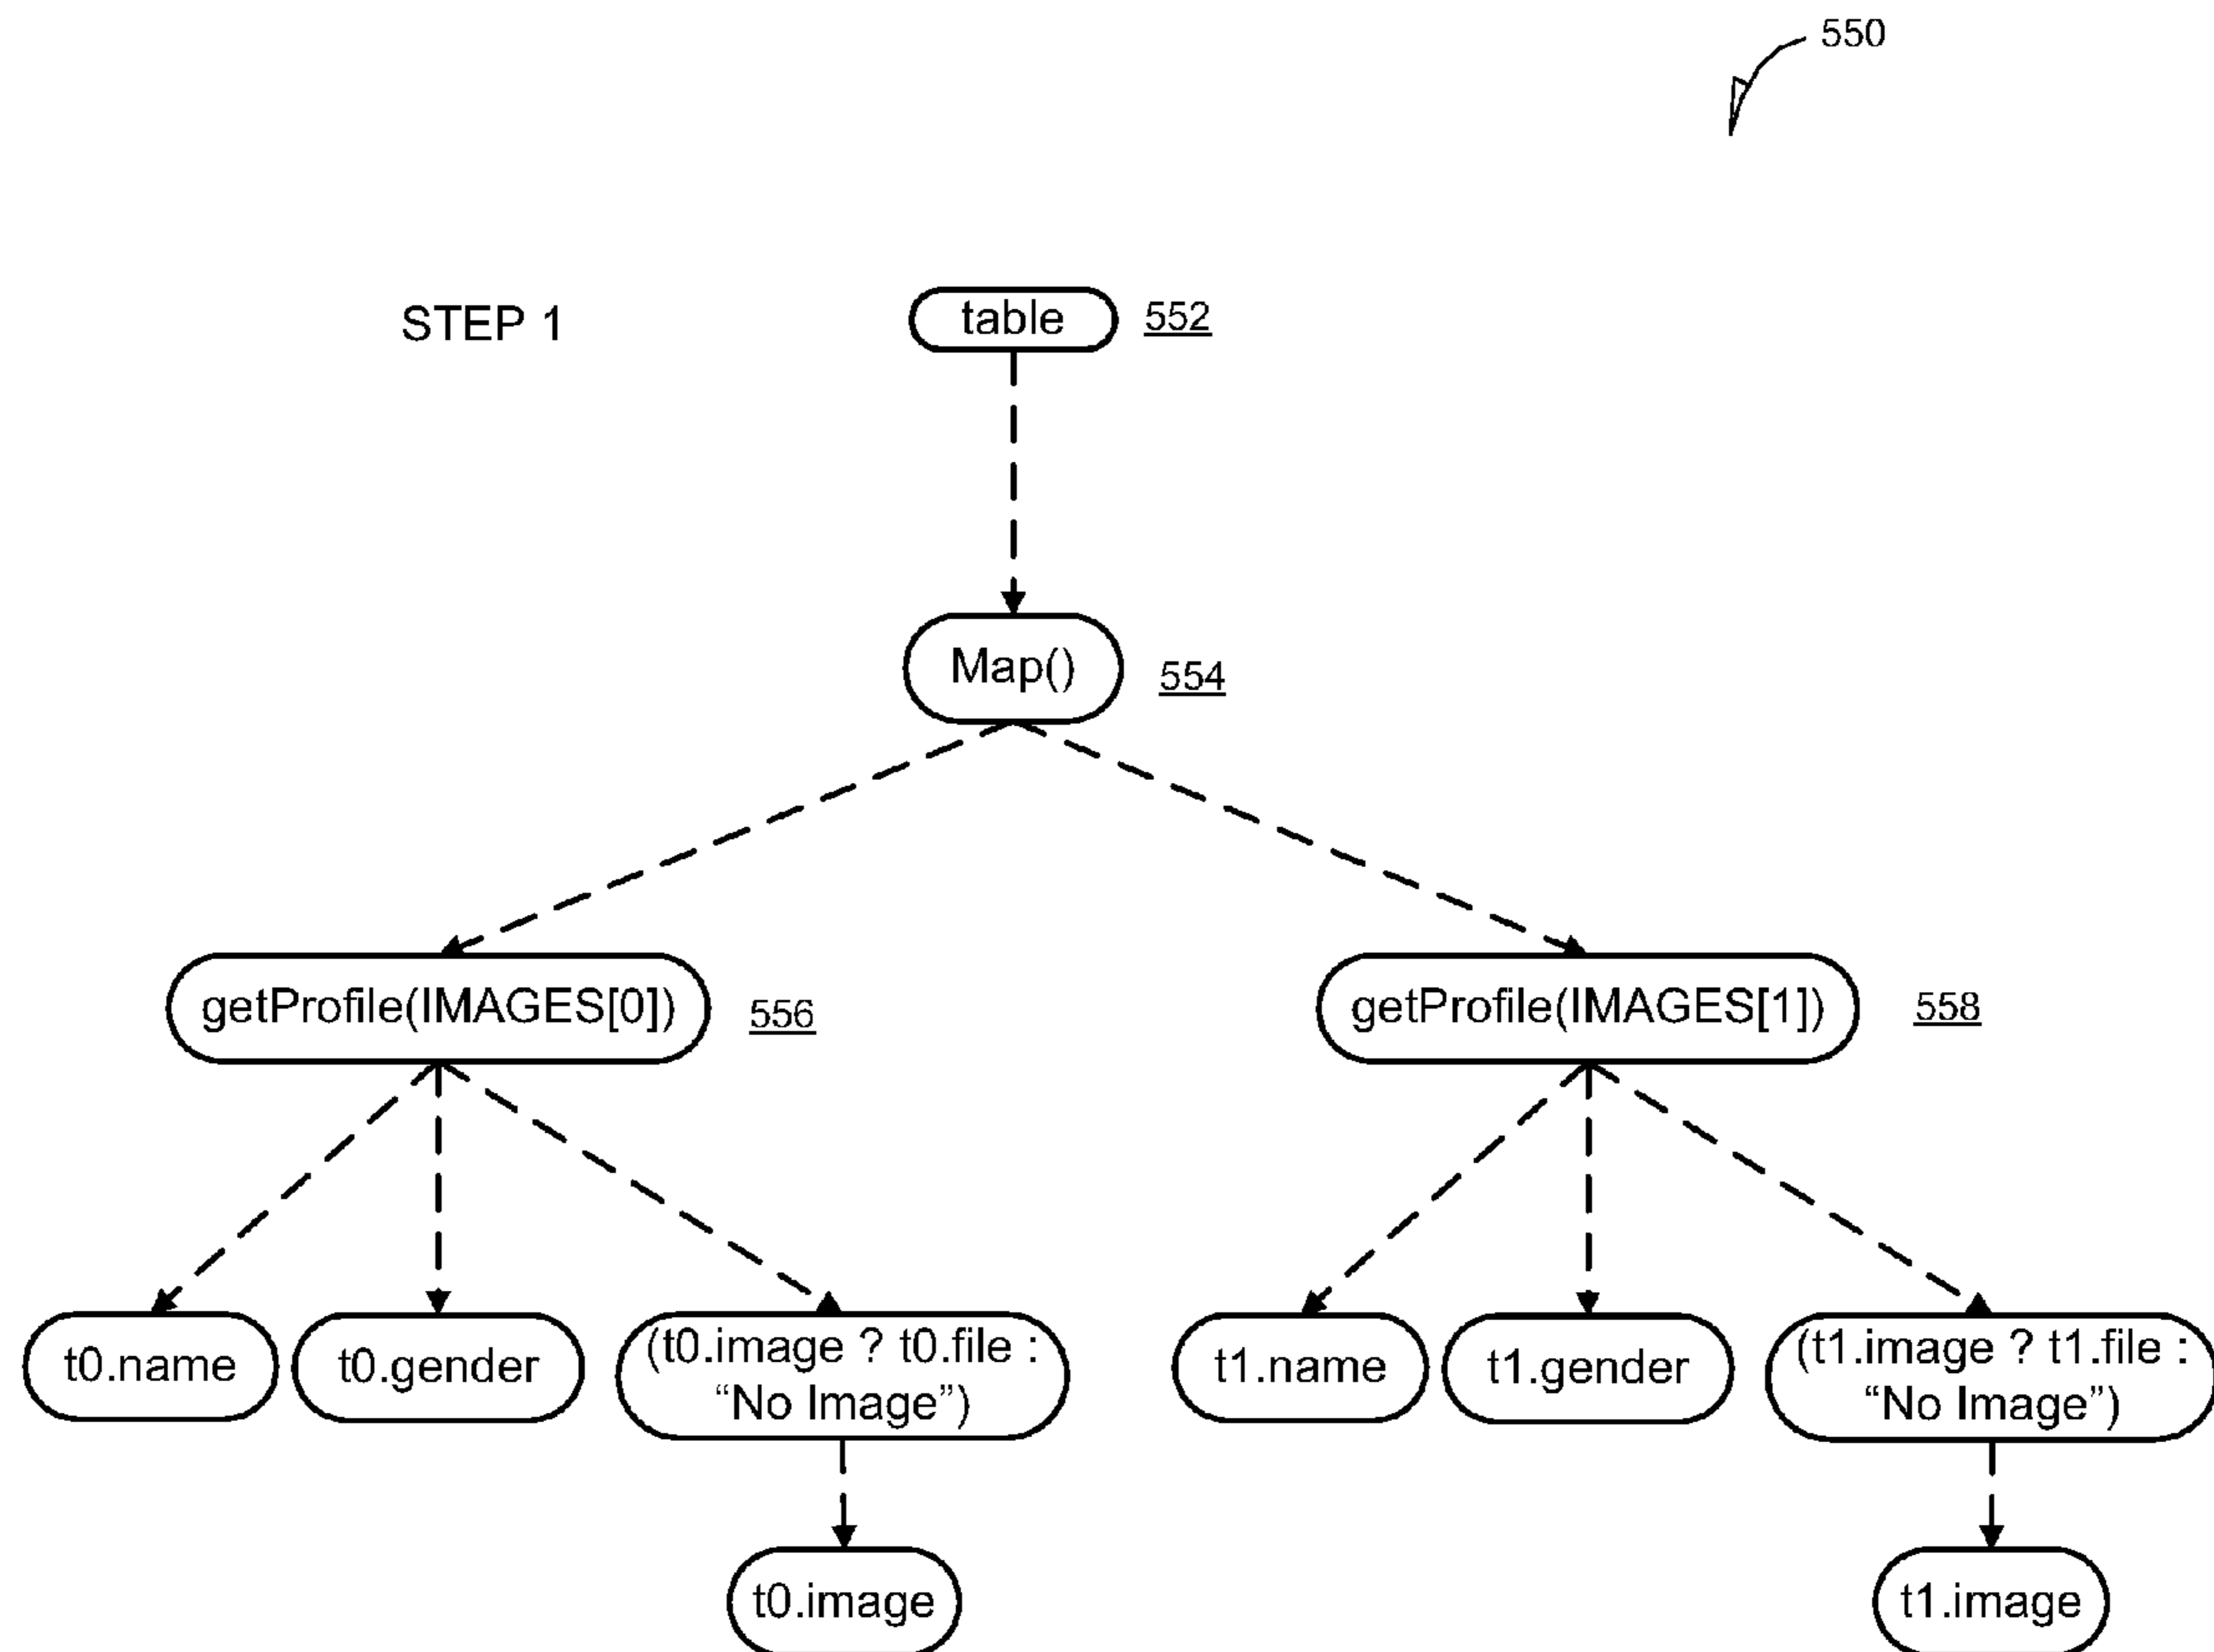 550
STEP 1
table
552
Map()
554
getProfile(IMAGES[0])
556
getProfile(IMAGES[1])
558
t0.name
t0.gender
(t0.image ? t0.file :
“No Image”)
t1.name
t1.gender
(t1.image ? t1.file :
“No Image”)
t0.image
t1.image